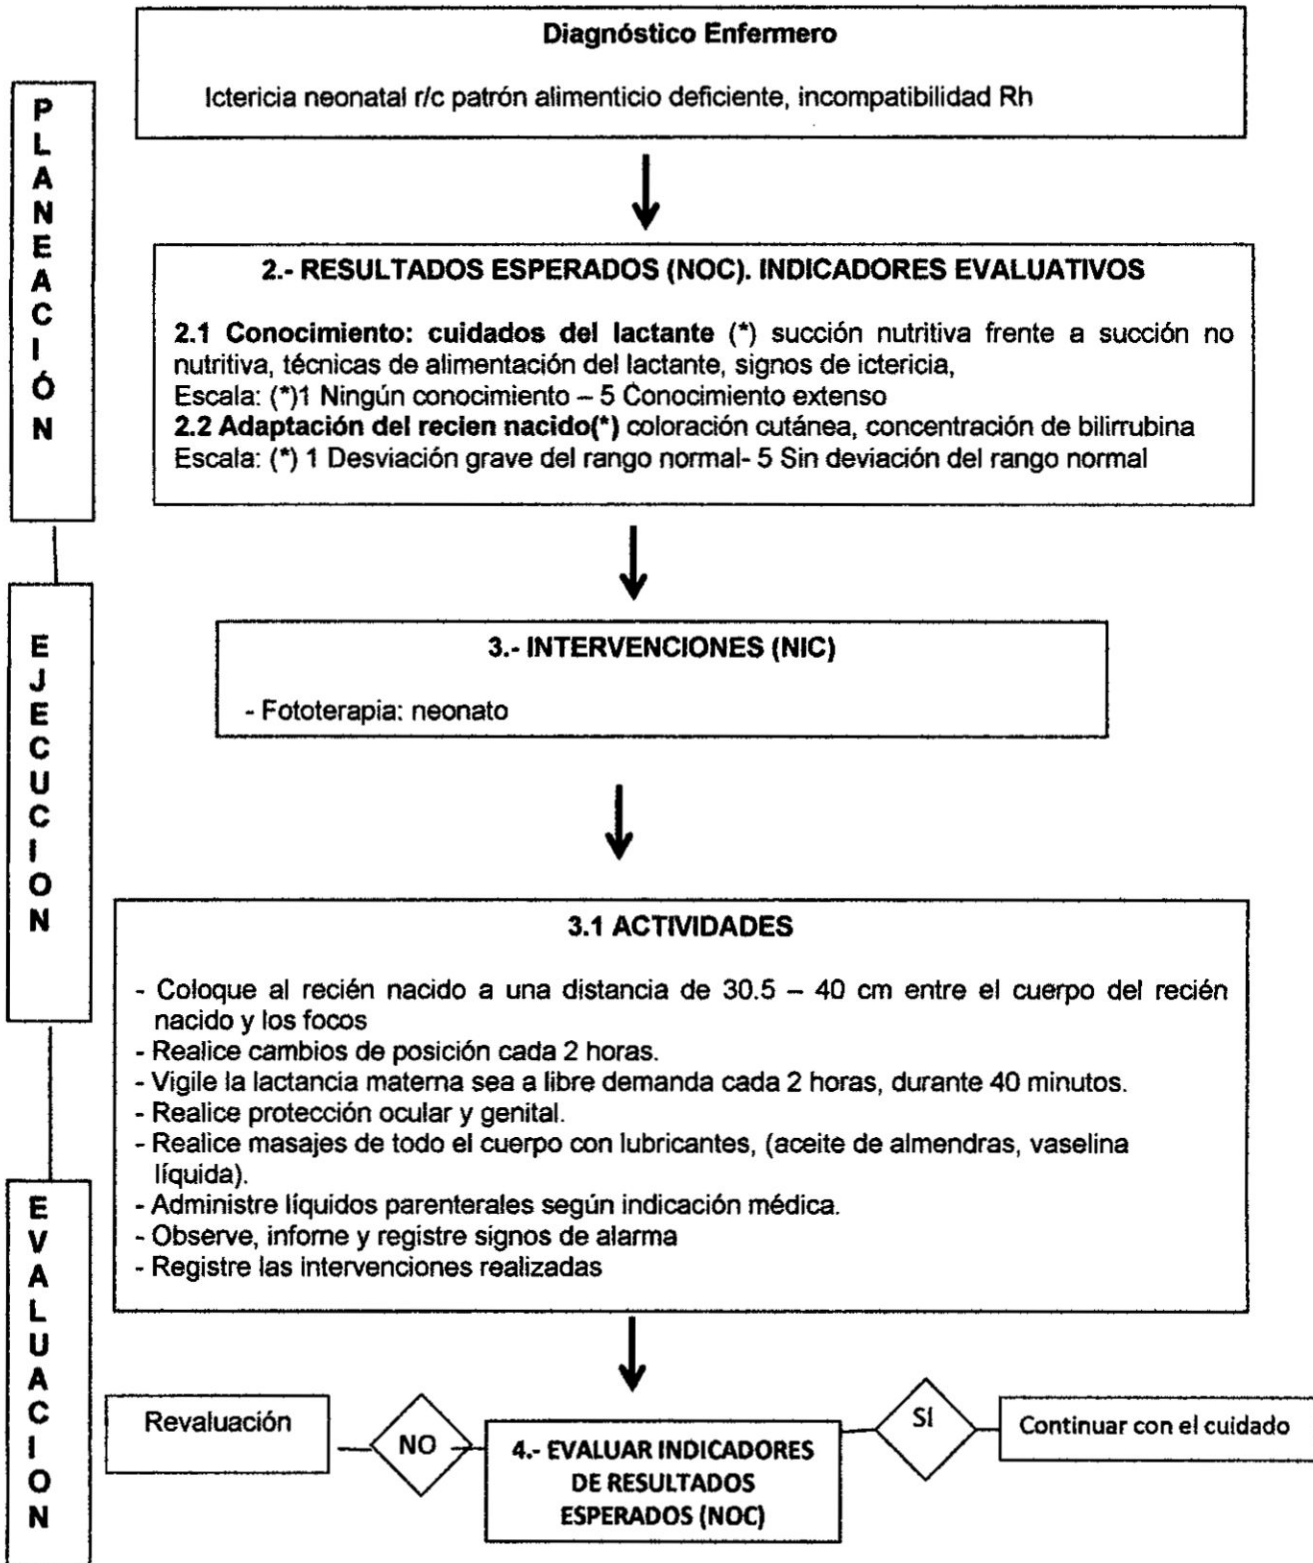 Diagnóstico Enfermero
Ictericia neonatal r/c patrón alimenticio deficiente, incompatibilidad Rh
PLANEACIÓN
2.- RESULTADOS ESPERADOS (NOC). INDICADORES EVALUATIVOS
2.1 Conocimiento: cuidados del lactante (*) succión nutritiva frente a succión no
nutritiva, técnicas de alimentación del lactante, signos de ictericia,
Escala: (*)1 Ningún conocimiento – 5 Conocimiento extenso
2.2 Adaptación del recien nacido(*) coloración cutánea, concentración de bilirrubina
Escala: (*) 1 Desviación grave del rango normal- 5 Sin deviación del rango normal
EJECUCION
3.- INTERVENCIONES (NIC)
- Fototerapia: neonato
3.1 ACTIVIDADES
- Coloque al recién nacido a una distancia de 30.5 – 40 cm entre el cuerpo del recién
nacido y los focos
- Realice cambios de posición cada 2 horas.
- Vigile la lactancia materna sea a libre demanda cada 2 horas, durante 40 minutos.
- Realice protección ocular y genital.
- Realice masajes de todo el cuerpo con lubricantes, (aceite de almendras, vaselina
líquida).
- Administre líquidos parenterales según indicación médica.
- Observe, informe y registre signos de alarma
- Registre las intervenciones realizadas
EVALUACION
Revaluación
NO
4.- EVALUAR INDICADORES
DE RESULTADOS
ESPERADOS (NOC)
SÍ
Continuar con el cuidado